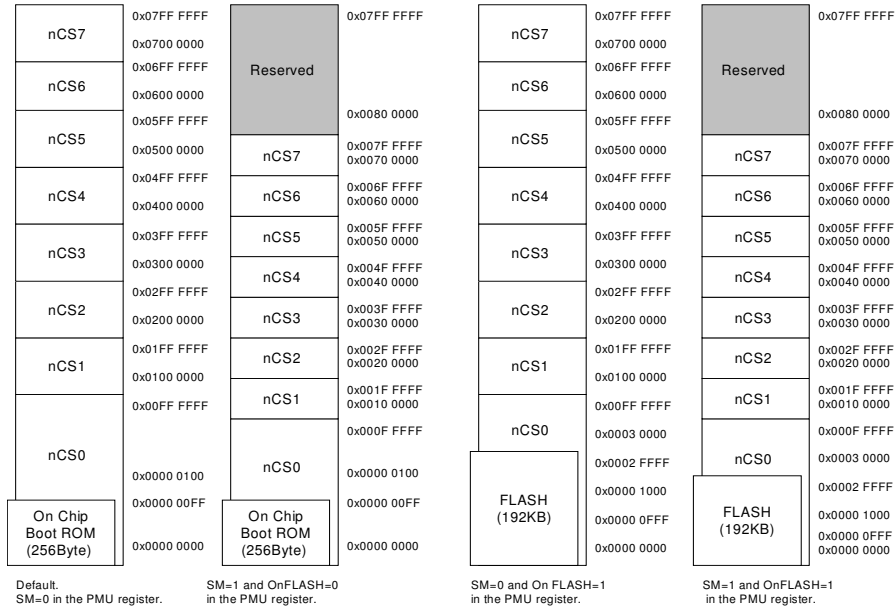 nCS7
0x07FF FFFF
0x0700 0000
nCS6
0x06FF FFFF
0x0600 0000
nCS5
0x05FF FFFF
0x0500 0000
nCS4
0x04FF FFFF
0x0400 0000
nCS3
0x03FF FFFF
0x0300 0000
nCS2
0x02FF FFFF
0x0200 0000
nCS1
0x01FF FFFF
0x0100 0000
nCS0
0x00FF FFFF
0x0000 0100
On Chip
Boot ROM
(256Byte)
0x0000 00FF
0x0000 0000
Default.
SM=0 in the PMU register.
Reserved
0x07FF FFFF
0x0080 0000
nCS7
0x007F FFFF
0x0070 0000
nCS6
0x006F FFFF
0x0060 0000
nCS5
0x005F FFFF
0x0050 0000
nCS4
0x004F FFFF
0x0040 0000
nCS3
0x003F FFFF
0x0030 0000
nCS2
0x002F FFFF
0x0020 0000
nCS1
0x001F FFFF
0x0010 0000
nCS0
0x000F FFFF
0x0000 0100
On Chip
Boot ROM
(256Byte)
0x0000 00FF
0x0000 0000
SM=1 and OnFLASH=0
in the PMU register.
nCS7
0x07FF FFFF
0x0700 0000
nCS6
0x06FF FFFF
0x0600 0000
nCS5
0x05FF FFFF
0x0500 0000
nCS4
0x04FF FFFF
0x0400 0000
nCS3
0x03FF FFFF
0x0300 0000
nCS2
0x02FF FFFF
0x0200 0000
nCS1
0x01FF FFFF
0x0100 0000
nCS0
0x00FF FFFF
0x0003 0000
FLASH
(192KB)
0x0002 FFFF
0x0000 1000
0x0000 0FFF
0x0000 0000
SM=0 and On FLASH=1
in the PMU register.
Reserved
0x07FF FFFF
0x0080 0000
nCS7
0x007F FFFF
0x0070 0000
nCS6
0x006F FFFF
0x0060 0000
nCS5
0x005F FFFF
0x0050 0000
nCS4
0x004F FFFF
0x0040 0000
nCS3
0x003F FFFF
0x0030 0000
nCS2
0x002F FFFF
0x0020 0000
nCS1
0x001F FFFF
0x0010 0000
nCS0
0x000F FFFF
0x0003 0000
FLASH
(192KB)
0x0002 FFFF
0x0000 1000
0x0000 0FFF
0x0000 0000
SM=1 and OnFLASH=1
in the PMU register.